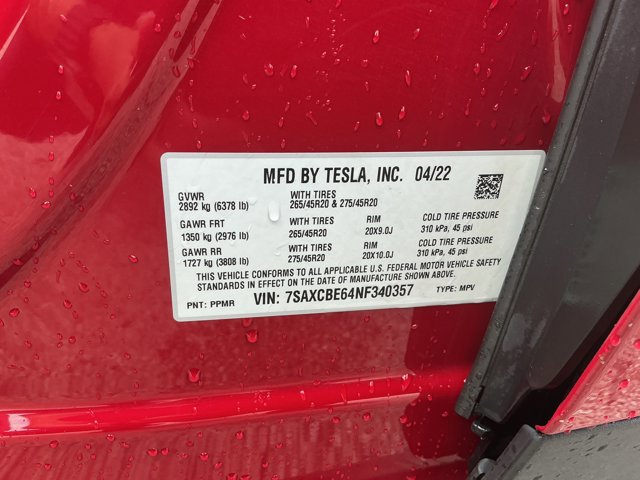 MFD BY TESLA, INC. 04/22
GVWR
2892 kg (6378 lb)
WITH TIRES
265/45R20 & 275/45R20
GAWR FRT
1350 kg (2976 lb)
WITH TIRES
265/45R20
RIM
20X9.0J
COLD TIRE PRESSURE
310 kPa, 45 psi
GAWR RR
1727 kg (3808 lb)
WITH TIRES
275/45R20
RIM
20X10.0J
COLD TIRE PRESSURE
310 kPa, 45 psi
THIS VEHICLE CONFORMS TO ALL APPLICABLE U.S. FEDERAL MOTOR VEHICLE SAFETY
STANDARDS IN EFFECT ON THE DATE OF MANUFACTURE SHOWN ABOVE.
PNT: PPMR
VIN: 7SAXCBE64NF340357
TYPE: MPV